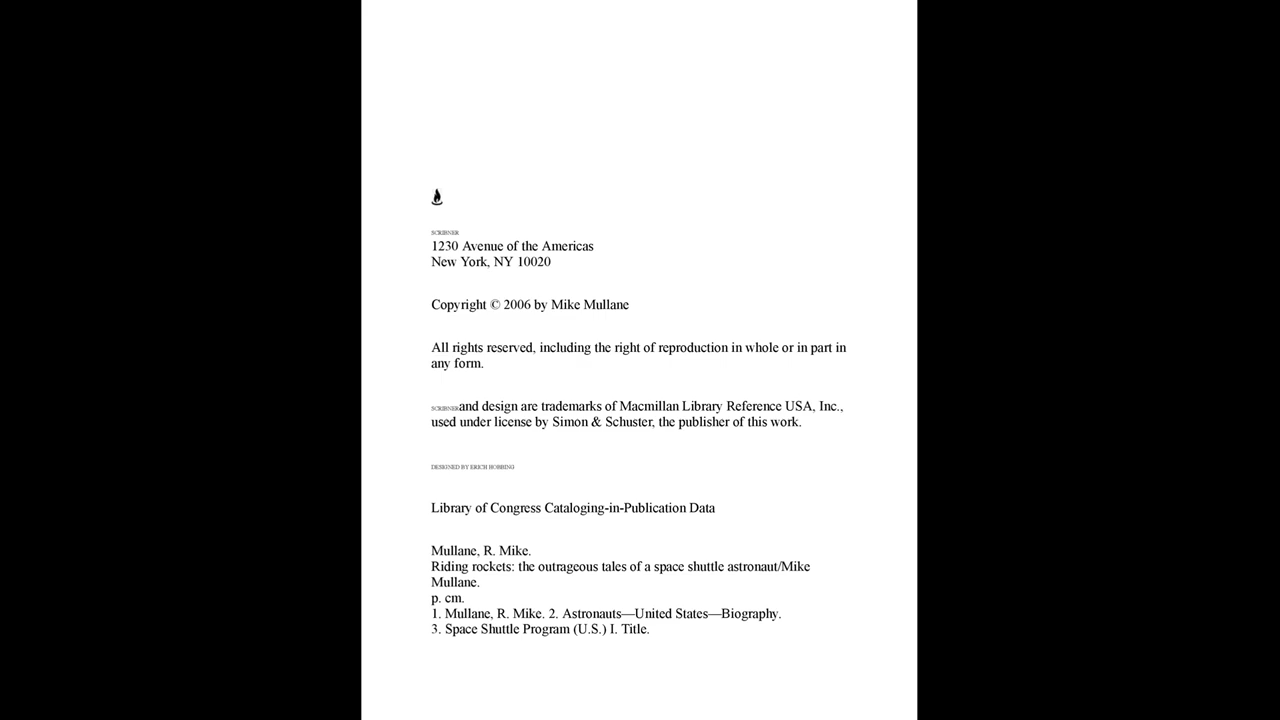 SCRIBNER
1230 Avenue of the Americas
New York, NY 10020
Copyright © 2006 by Mike Mullane
All rights reserved, including the right of reproduction in whole or in part in
any form.
SCRIBNERand design are trademarks of Macmillan Library Reference USA, Inc.,
used under license by Simon & Schuster, the publisher of this work.
DESIGNED BY ERICH HOBBING
Library of Congress Cataloging-in-Publication Data
Mullane, R. Mike.
Riding rockets: the outrageous tales of a space shuttle astronaut/Mike
Mullane.
p. cm.
1. Mullane, R. Mike. 2. Astronauts—United States—Biography.
3. Space Shuttle Program (U.S.) I. Title.